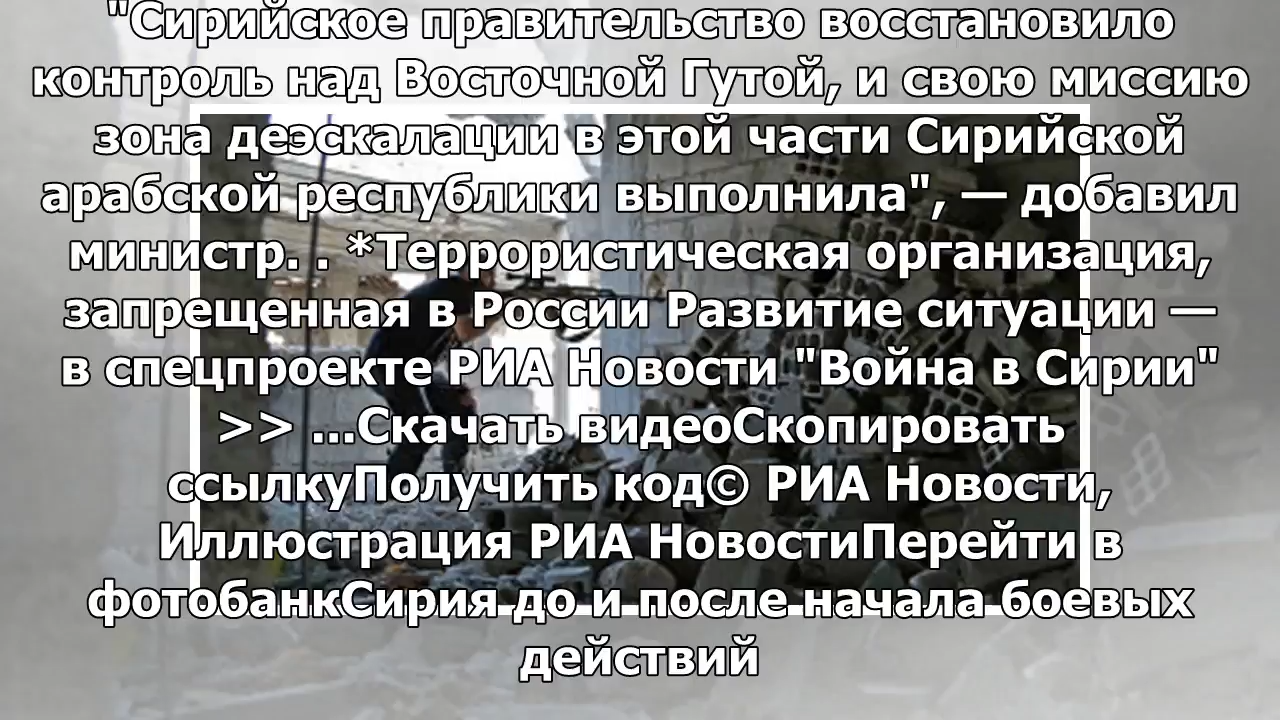 "Сирийское правительство восстановило
контроль над Восточной Гутой, и свою миссию
зона деэскалации в этой части Сирийской
арабской республики выполнила", — добавил
министр. . *Террористическая организация,
запрещенная в России Развитие ситуации —
в спецпроекте РИА Новости "Война в Сирии"
>> ...Скачать видеоСкопировать
ссылкуПолучить код© РИА Новости,
Иллюстрация РИА НовостиПерейти в
фотобанкСирия до и после начала боевых
действий